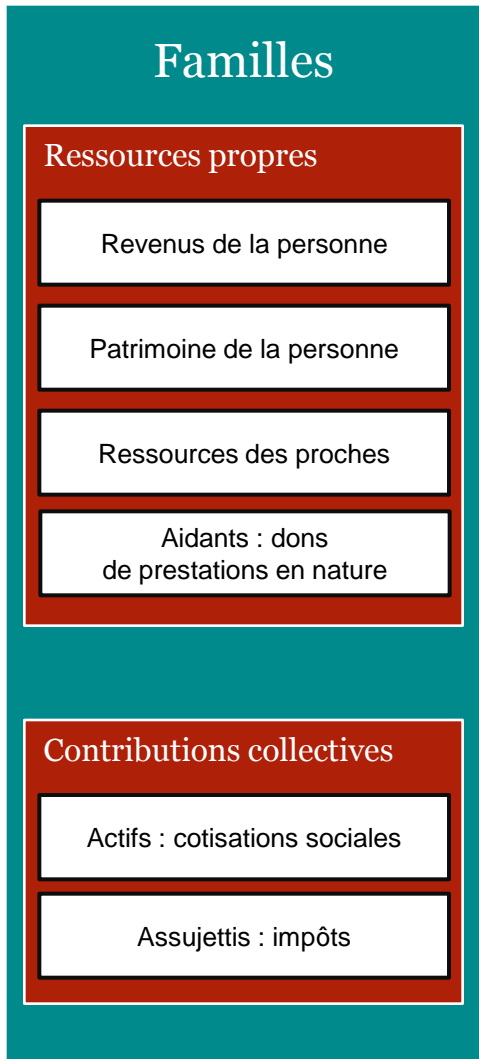 Familles
Ressources propres
Revenus de la personne
Patrimoine de la personne
Ressources des proches
Aidants : dons
de prestations en nature
Contributions collectives
Actifs : cotisations sociales
Assujettis : impôts